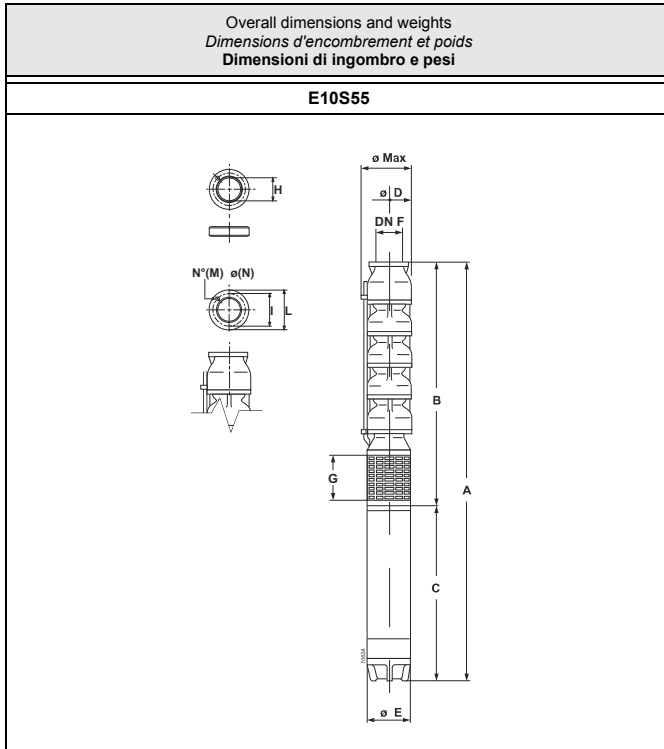 Overall dimensions and weights
Dimensions d'encombrement et poids
Dimensioni di ingombro e pesi
E10S55
ø Max
ø D
DN F
H
N°(M) ø(N)
I
L
B
A
G
C
ø E